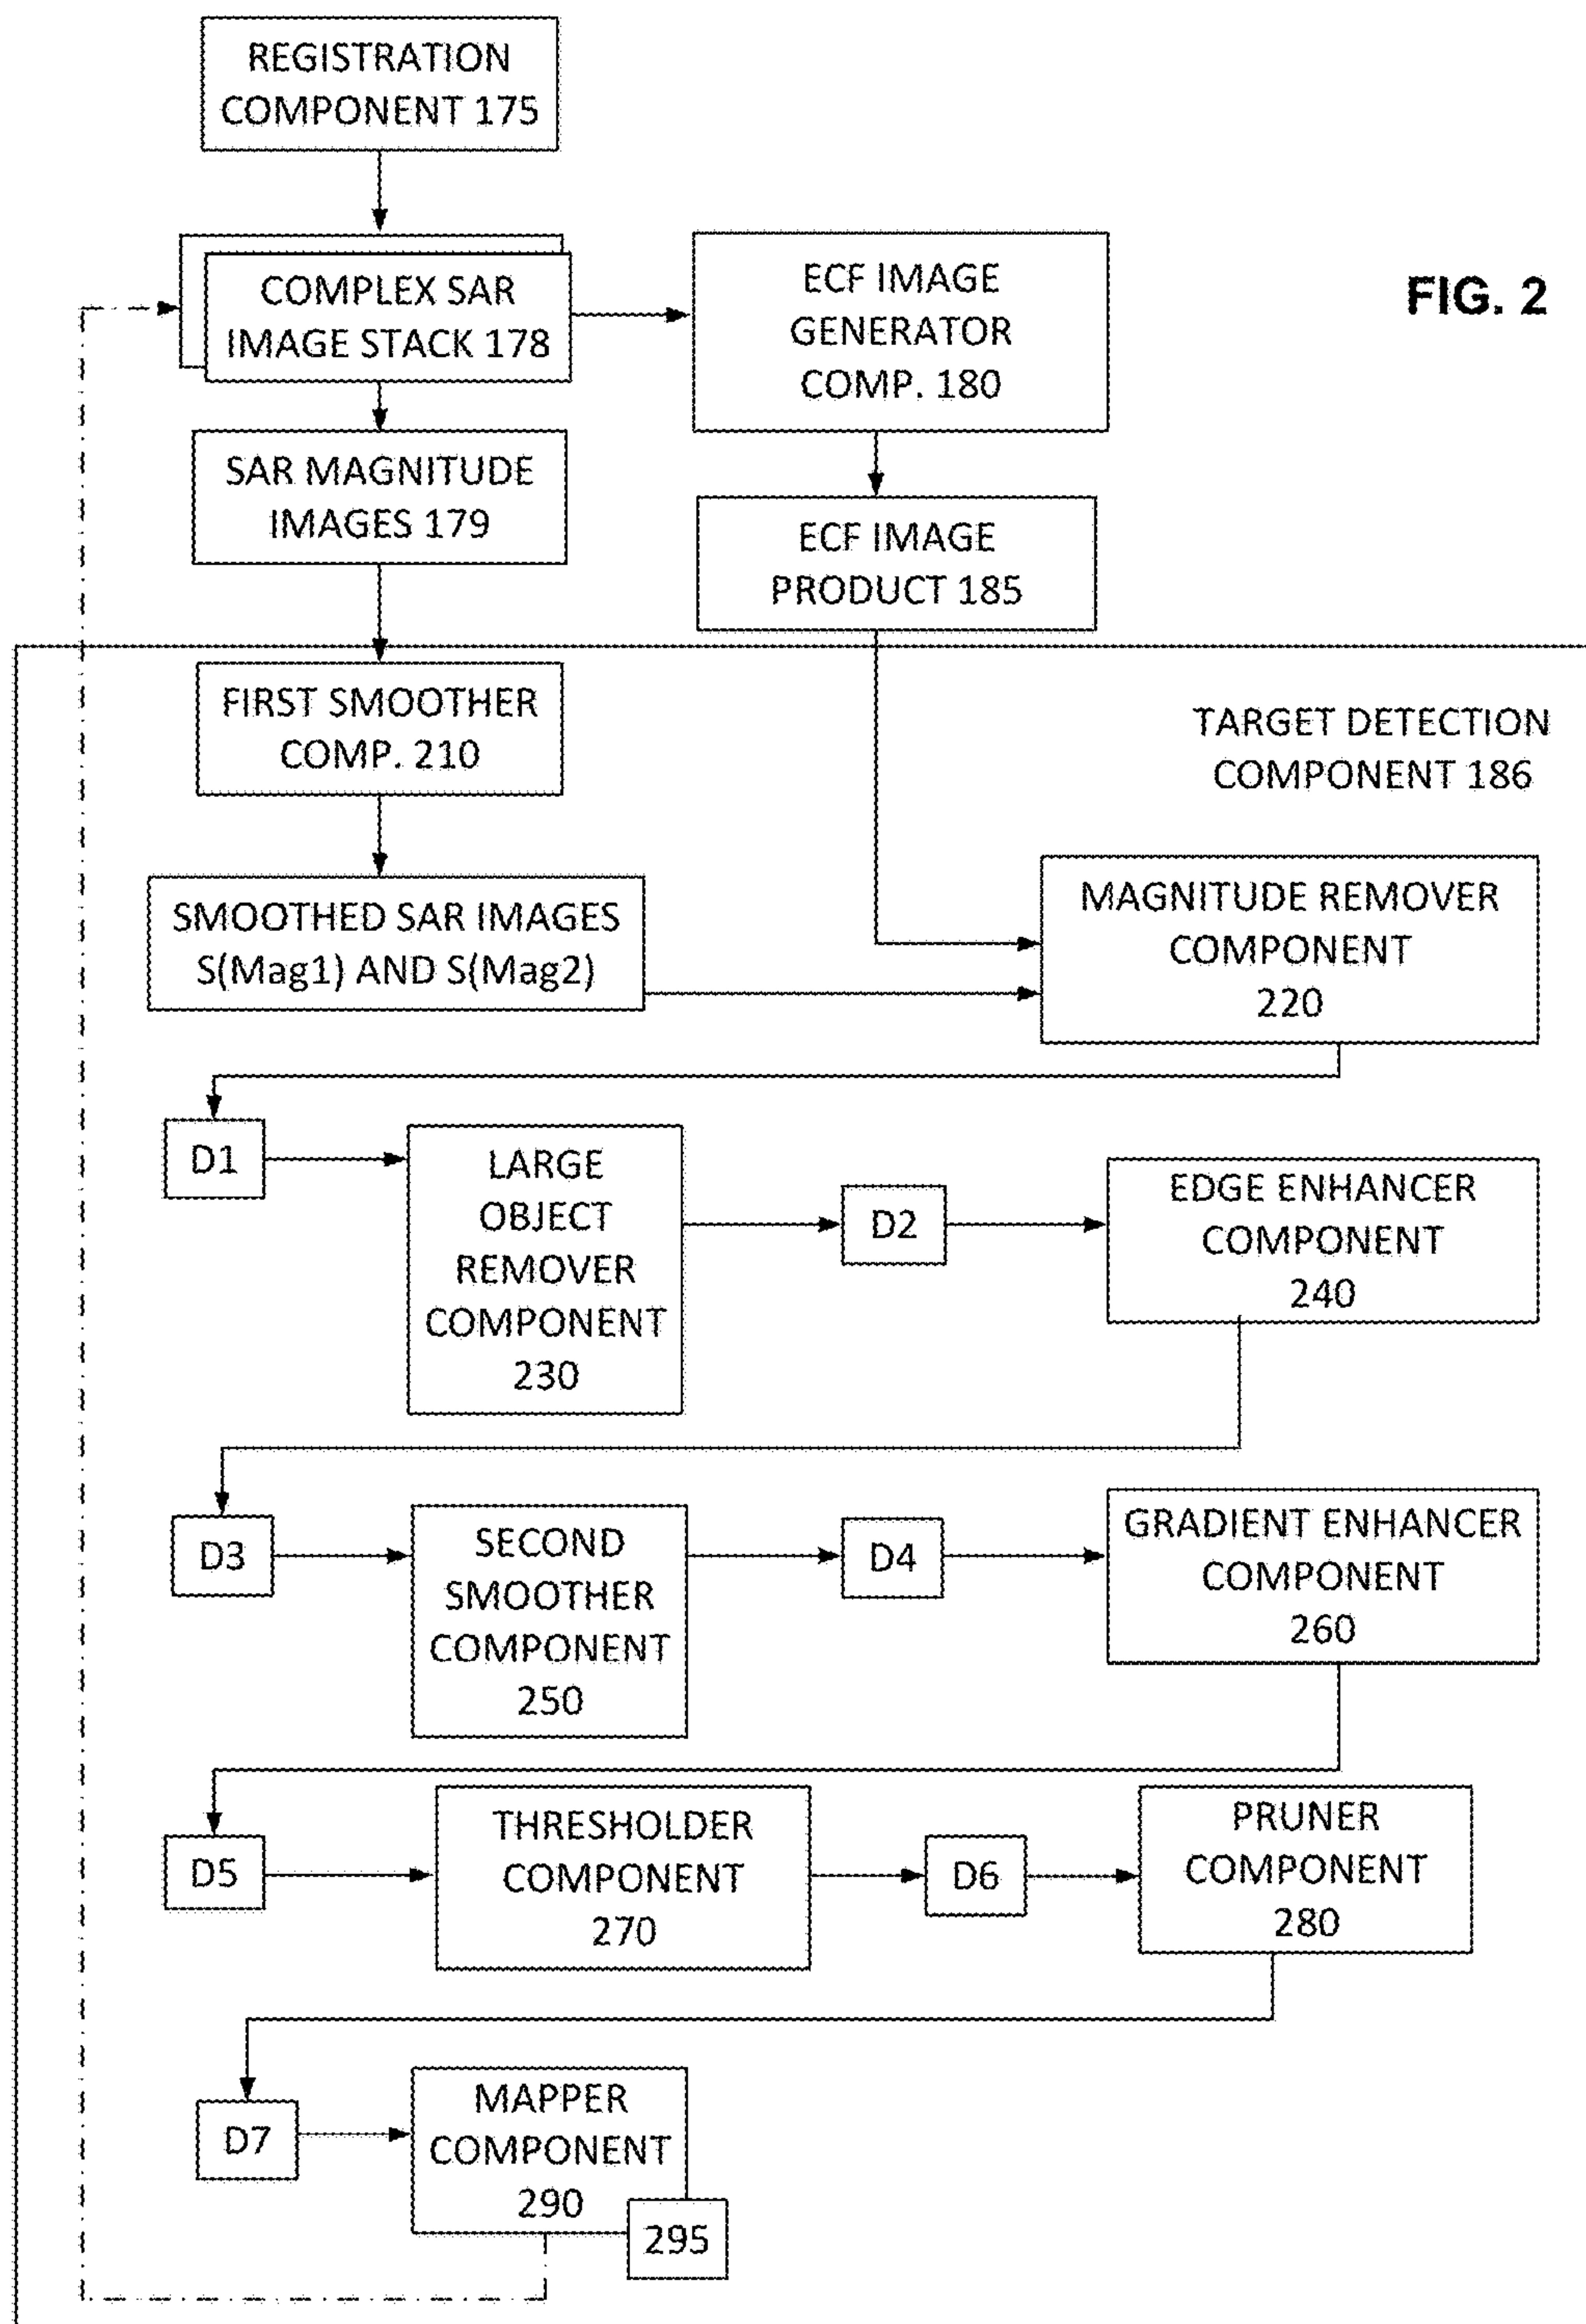 REGISTRATION
COMPONENT 175
COMPLEX SAR
IMAGE STACK 178
ECF IMAGE
GENERATOR
COMP. 180
FIG. 2
SAR MAGNITUDE
IMAGES 179
ECF IMAGE
PRODUCT 185
FIRST SMOOTHER
COMP. 210
TARGET DETECTION
COMPONENT 186
SMOOTHED SAR IMAGES
S(Mag1) AND S(Mag2)
MAGNITUDE REMOVER
COMPONENT
220
D1
LARGE
OBJECT
REMOVER
COMPONENT
230
D2
EDGE ENHANCER
COMPONENT
240
D3
SECOND
SMOOTHER
COMPONENT
250
D4
GRADIENT ENHANCER
COMPONENT
260
D5
THRESHOLDER
COMPONENT
270
D6
PRUNER
COMPONENT
280
D7
MAPPER
COMPONENT
290
295